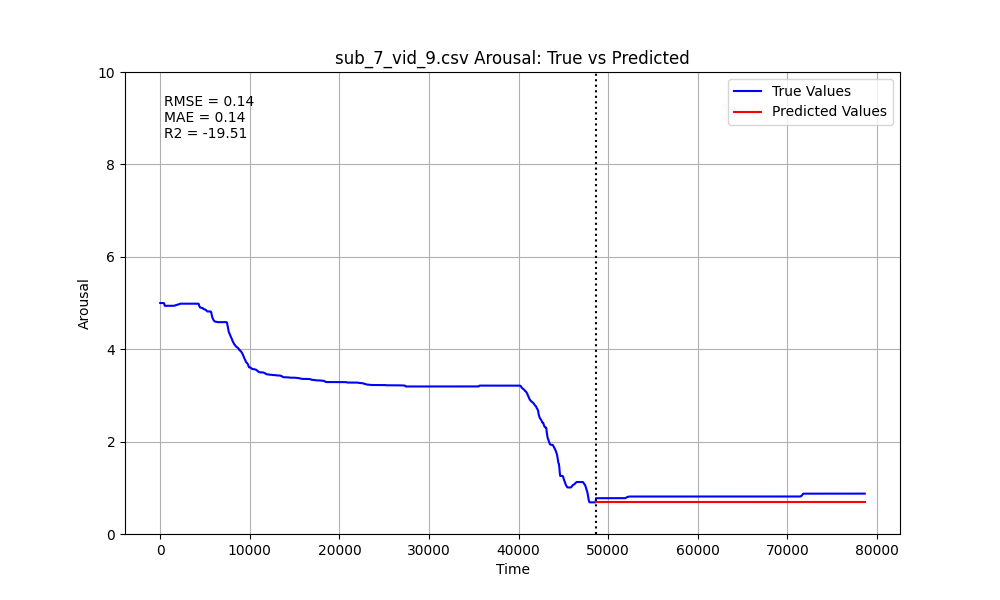 sub_7_vid_9.csv Arousal: True vs Predicted
RMSE = 0.14
MAE = 0.14
R2 = -19.51
True Values
Predicted Values
Arousal
10
8
6
4
2
0
0 10000 20000 30000 40000 50000 60000 70000 80000
Time